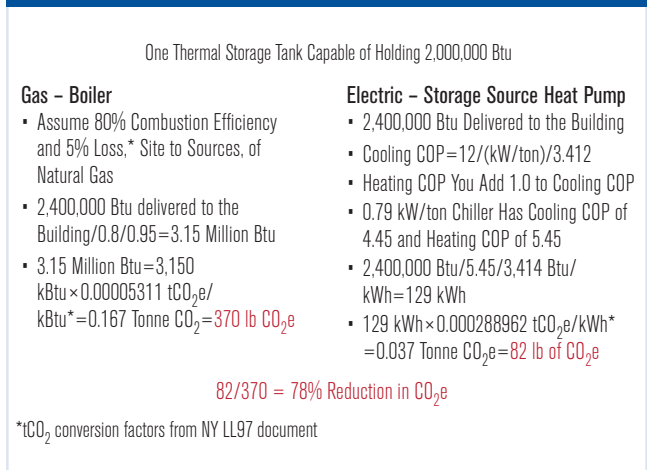 One Thermal Storage Tank Capable of Holding 2,000,000 Btu
Gas – Boiler
▪ Assume 80% Combustion Efficiency
and 5% Loss,* Site to Sources, of
Natural Gas
▪ 2,400,000 Btu delivered to the
Building/0.8/0.95=3.15 Million Btu
▪ 3.15 Million Btu=3,150
kBtu×0.00005311 tCO₂e/
kBtu*=0.167 Tonne CO₂=370 lb CO₂e
Electric – Storage Source Heat Pump
▪ 2,400,000 Btu Delivered to the Building
▪ Cooling COP=12/(kW/ton)/3.412
▪ Heating COP You Add 1.0 to Cooling COP
▪ 0.79 kW/ton Chiller Has Cooling COP of
4.45 and Heating COP of 5.45
▪ 2,400,000 Btu/5.45/3,414 Btu/
kWh=129 kWh
▪ 129 kWh×0.000288962 tCO₂e/kWh*
=0.037 Tonne CO₂e=82 lb of CO₂e
82/370 = 78% Reduction in CO₂e
*tCO₂ conversion factors from NY LL97 document